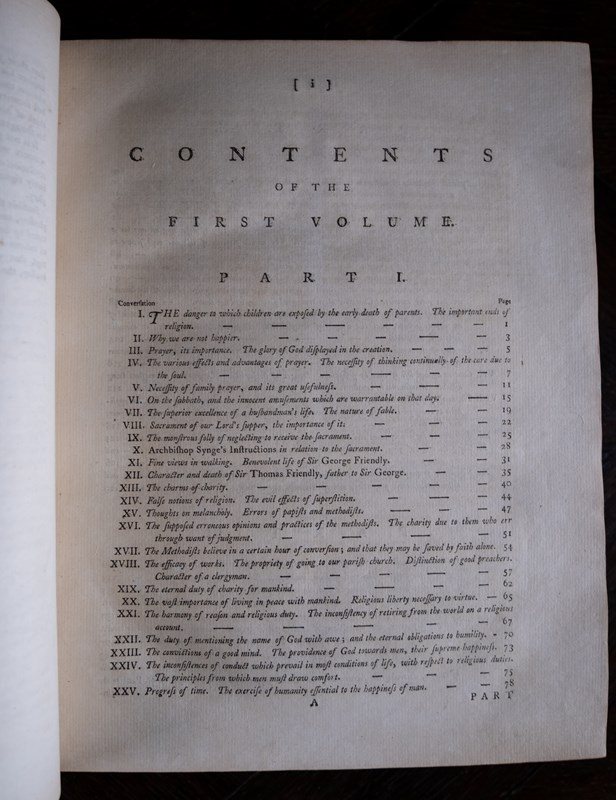 [ i ]
CONTENTS
OF THE
FIRST VOLUME.
PART I.
Converſation Page
I. THE danger to which children are expoſed by the early death of parents. The important ends of
religion. — — — — — — 1
II. Why we are not happier. — — — — — 3
III. Prayer, its importance. The glory of God diſplayed in the creation. — — — 5
IV. The various effects and advantages of prayer. The neceſſity of thinking continually of the care due to
the ſoul. — — — — — — 7
V. Neceſſity of family prayer, and its great uſefulneſs. — — — 11
VI. On the ſabbath, and the innocent amuſements which are warrantable on that day. — — 15
VII. The ſuperior excellence of a huſbandman's life. The nature of fable. — — — 19
VIII. Sacrament of our Lord's ſupper, the importance of it. — — — 22
IX. The monſtrous folly of neglecting to receive the ſacrament. — — — 25
X. Archbiſhop Synge's Inſtructions in relation to the ſacrament. — — — 28
XI. Fine views in walking. Benevolent life of Sir George Friendly. — — — 31
XII. Character and death of Sir Thomas Friendly, father to Sir George. — — 35
XIII. The charms of charity. — — — — — 40
XIV. Falſe notions of religion. The evil effects of ſuperſtition. — — — 44
XV. Thoughts on melancholy. Errors of papiſts and methodiſts. — — — 47
XVI. The ſuppoſed erroneous opinions and practices of the methodiſts. The charity due to them who err
through want of judgment. — — — — — 51
XVII. The Methodiſts believe in a certain hour of converſion; and that they may be ſaved by faith alone. 54
XVIII. The efficacy of works. The propriety of going to our pariſh church. Diſtinction of good preachers.
Character of a clergyman. — — — — — 57
XIX. The eternal duty of charity for mankind. — — — — 62
XX. The vaſt importance of living in peace with mankind. Religious liberty neceſſary to virtue. — 65
XXI. The harmony of reaſon and religious duty. The inconſiſtency of retiring from the world on a religious
account. — — — — — 67
XXII. The duty of mentioning the name of God with awe; and the eternal obligations to humility. - 70
XXIII. The convictions of a good mind. The providence of God towards men, their ſupreme happineſs. 73
XXIV. The inconſiſtences of conduct which prevail in moſt conditions of life, with reſpect to religious duties.
The principles from which men muſt draw comfort. — — — 75
XXV. Progreſs of time. The exerciſe of humanity eſſential to the happineſs of man. — — 78
A PART